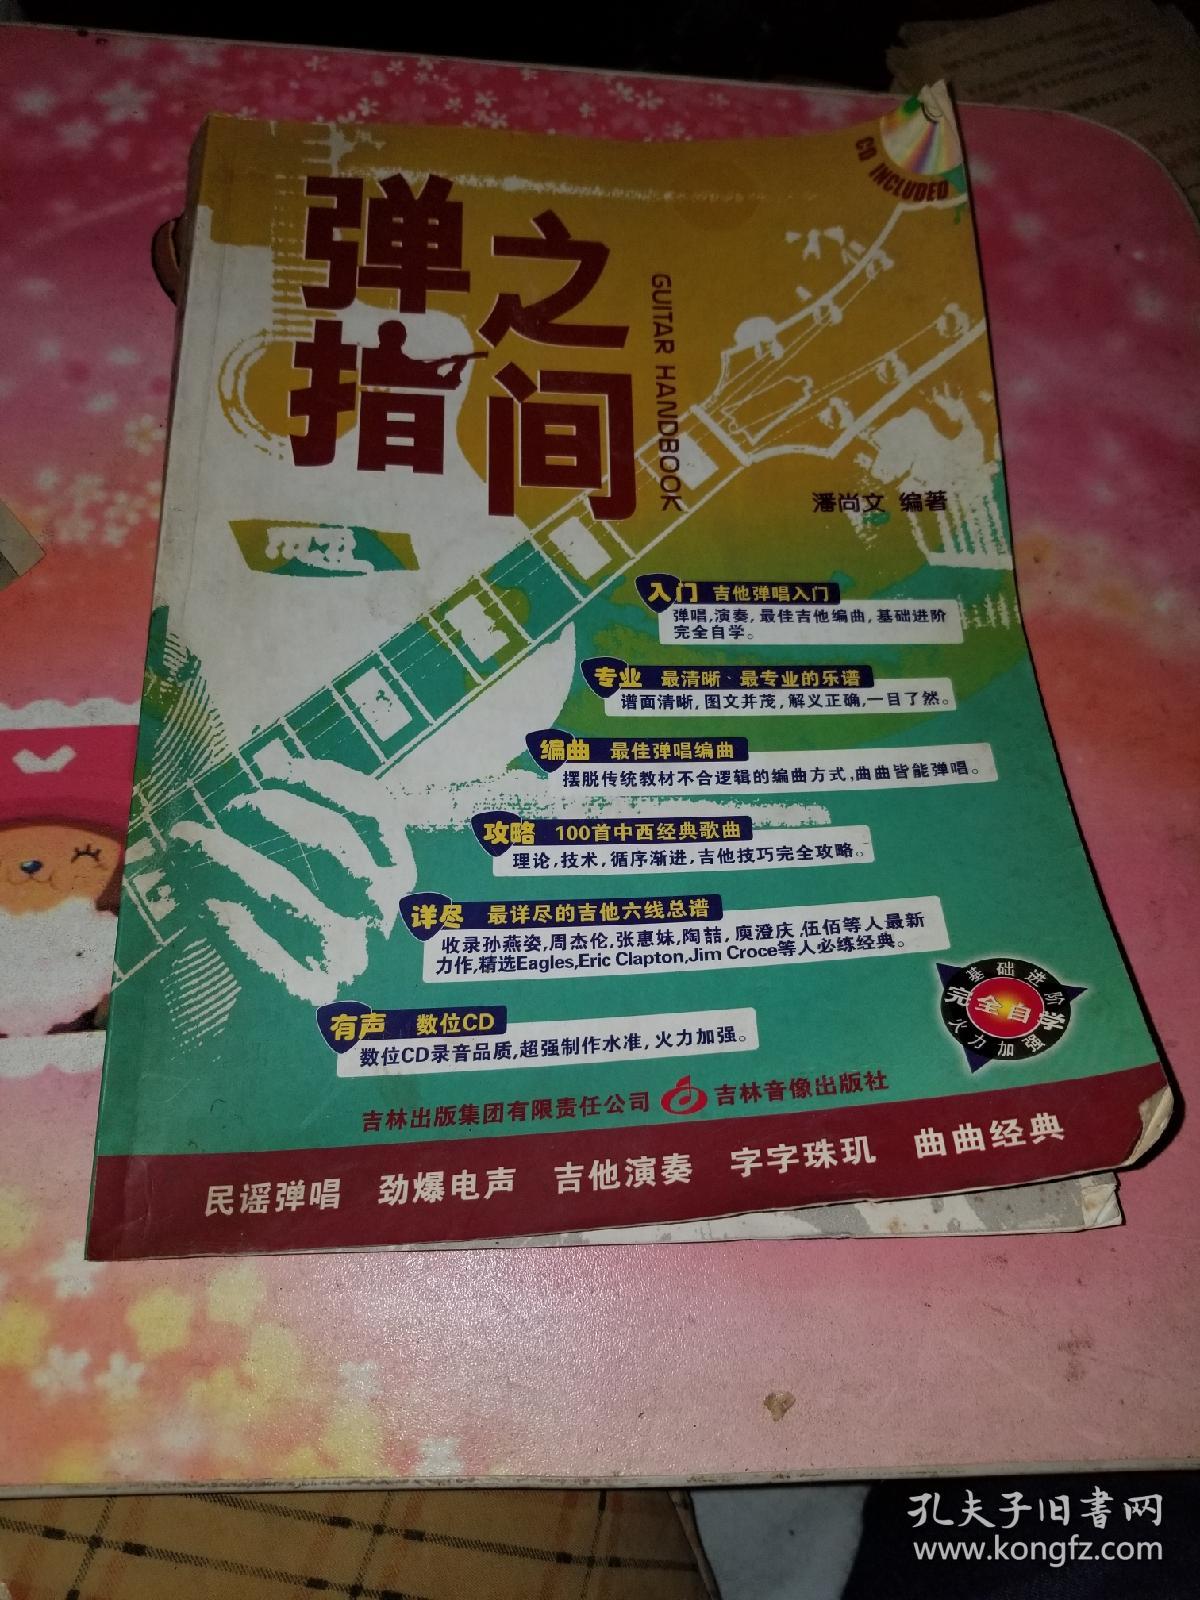 CD INCLUDED
弹指之间
GUITAR HANDBOOK
潘尚文 编著
入门 吉他弹唱入门
弹唱,演奏,最佳吉他编曲,基础进阶
完全自学。
专业 最清晰、最专业的乐谱
谱面清晰,图文并茂,解义正确,一目了然。
编曲 最佳弹唱编曲
摆脱传统教材不合逻辑的编曲方式,曲曲皆能弹唱。
攻略 100首中西经典歌曲
理论,技术,循序渐进,吉他技巧完全攻略。
详尽 最详尽的吉他六线总谱
收录孙燕姿,周杰伦,张惠妹,陶喆,庾澄庆,伍佰等人最新
力作,精选Eagles,Eric Clapton,Jim Croce等人必练经典。
有声 数位CD
数位CD录音品质,超强制作水准,火力加强。
基础进阶
完全自学
火力加强
吉林出版集团有限责任公司 吉林音像出版社
民谣弹唱 劲爆电声 吉他演奏 字字珠玑 曲曲经典
孔夫子旧书网
www.kongfz.com